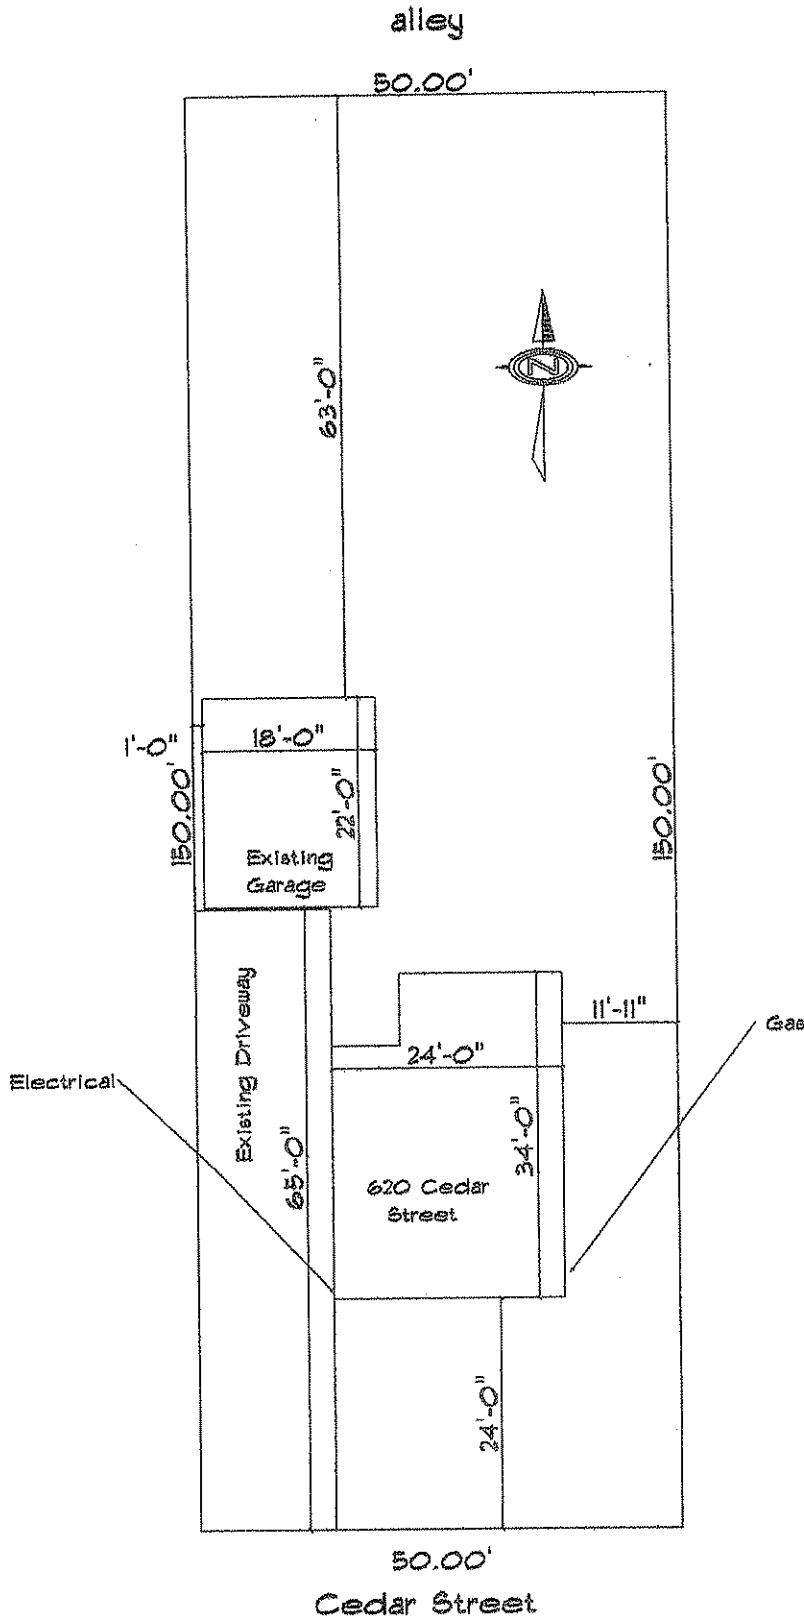 alley
50.00'
63'-0"
N
1'-0"
18'-0"
150.00'
22'-0"
150.00'
Existing
Garage
Existing Driveway
11'-11"
Gas
24'-0"
Electrical
65'-0"
34'-0"
620 Cedar
Street
24'-0"
50.00'
Cedar Street